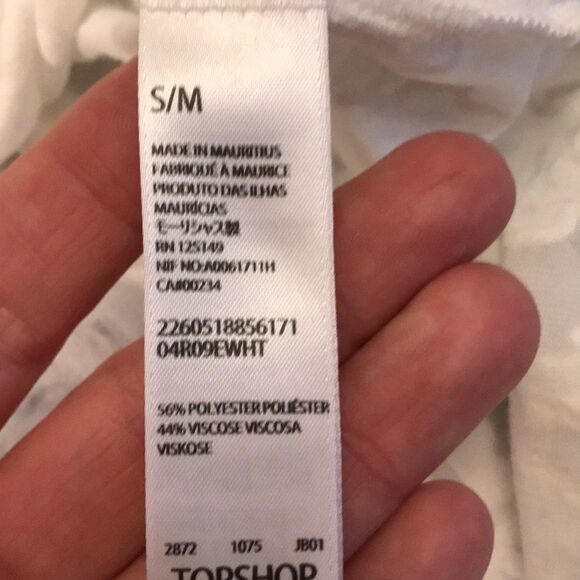 S/M
MADE IN MAURITIUS
FABRIQUÉ À MAURICE
PRODUTO DAS ILHAS
MAURÍCIAS
モーリシャス製
RN 125149
NIF NO:A0061711H
CA#00234
2260518856171
04R09EWHT
56% POLYESTER POLIÉSTER
44% VISCOSE VISCOSA
VISKOSE
2872 1075 JB01
TOPSHOP